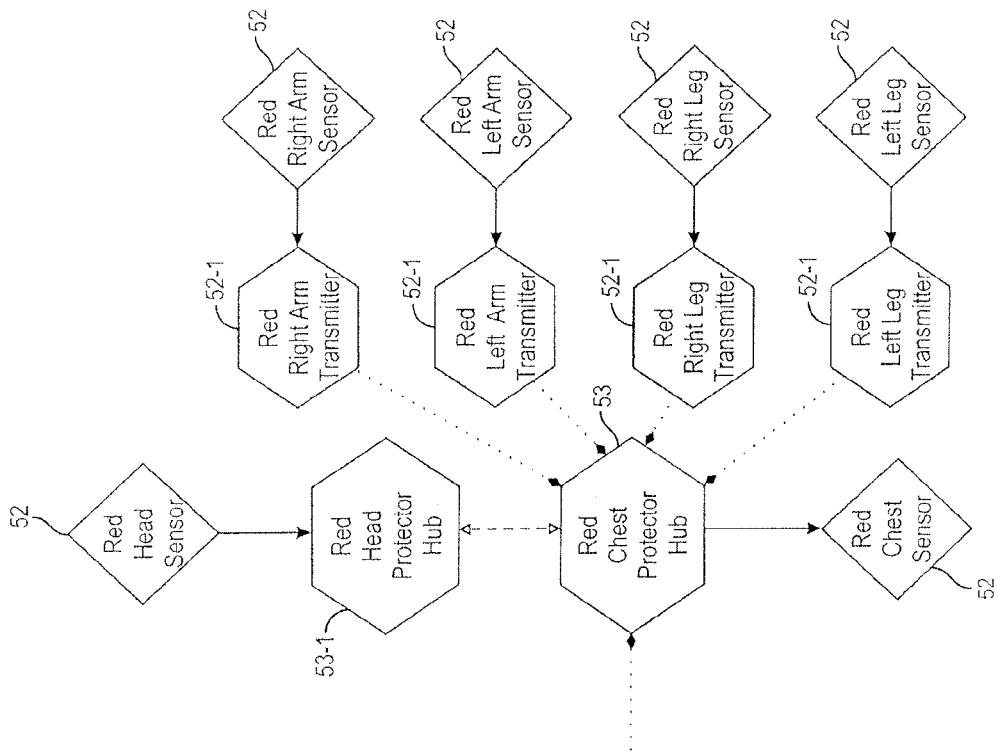 52
Red
Head
Sensor
53-1
Red
Head
Protector
Hub
53
Red
Chest
Protector
Hub
52
Red
Chest
Sensor
52-1
Red
Right Arm
Transmitter
52
Red
Right Arm
Sensor
52-1
Red
Left Arm
Transmitter
52
Red
Left Arm
Sensor
52-1
Red
Right Leg
Transmitter
52
Red
Right Leg
Sensor
52-1
Red
Left Leg
Transmitter
52
Red
Left Leg
Sensor